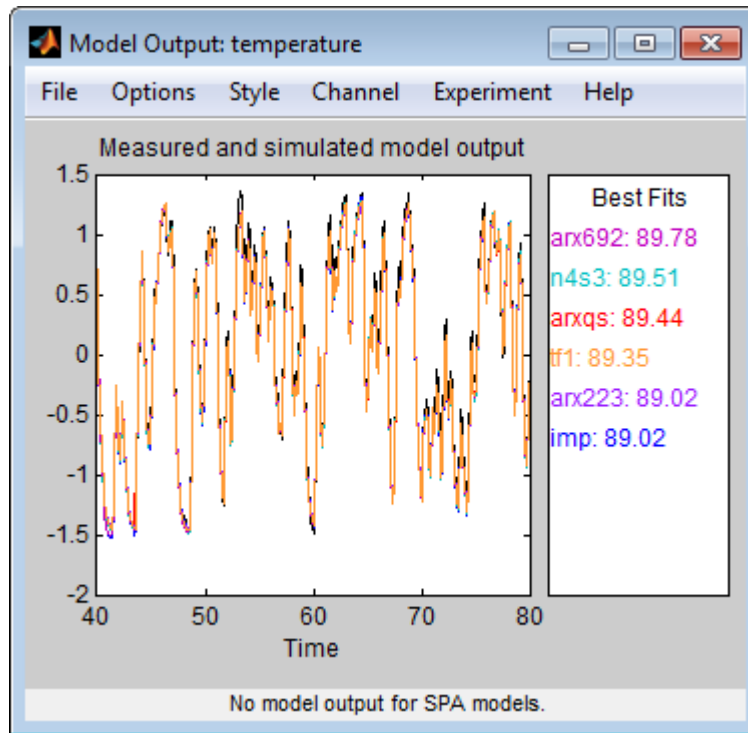 Model Output: temperature
File Options Style Channel Experiment Help
Measured and simulated model output
1.5
1
0.5
0
-0.5
-1
-1.5
-2
40 50 60 70 80
Time
Best Fits
arx692: 89.78
n4s3: 89.51
arxqs: 89.44
tf1: 89.35
arx223: 89.02
imp: 89.02
No model output for SPA models.